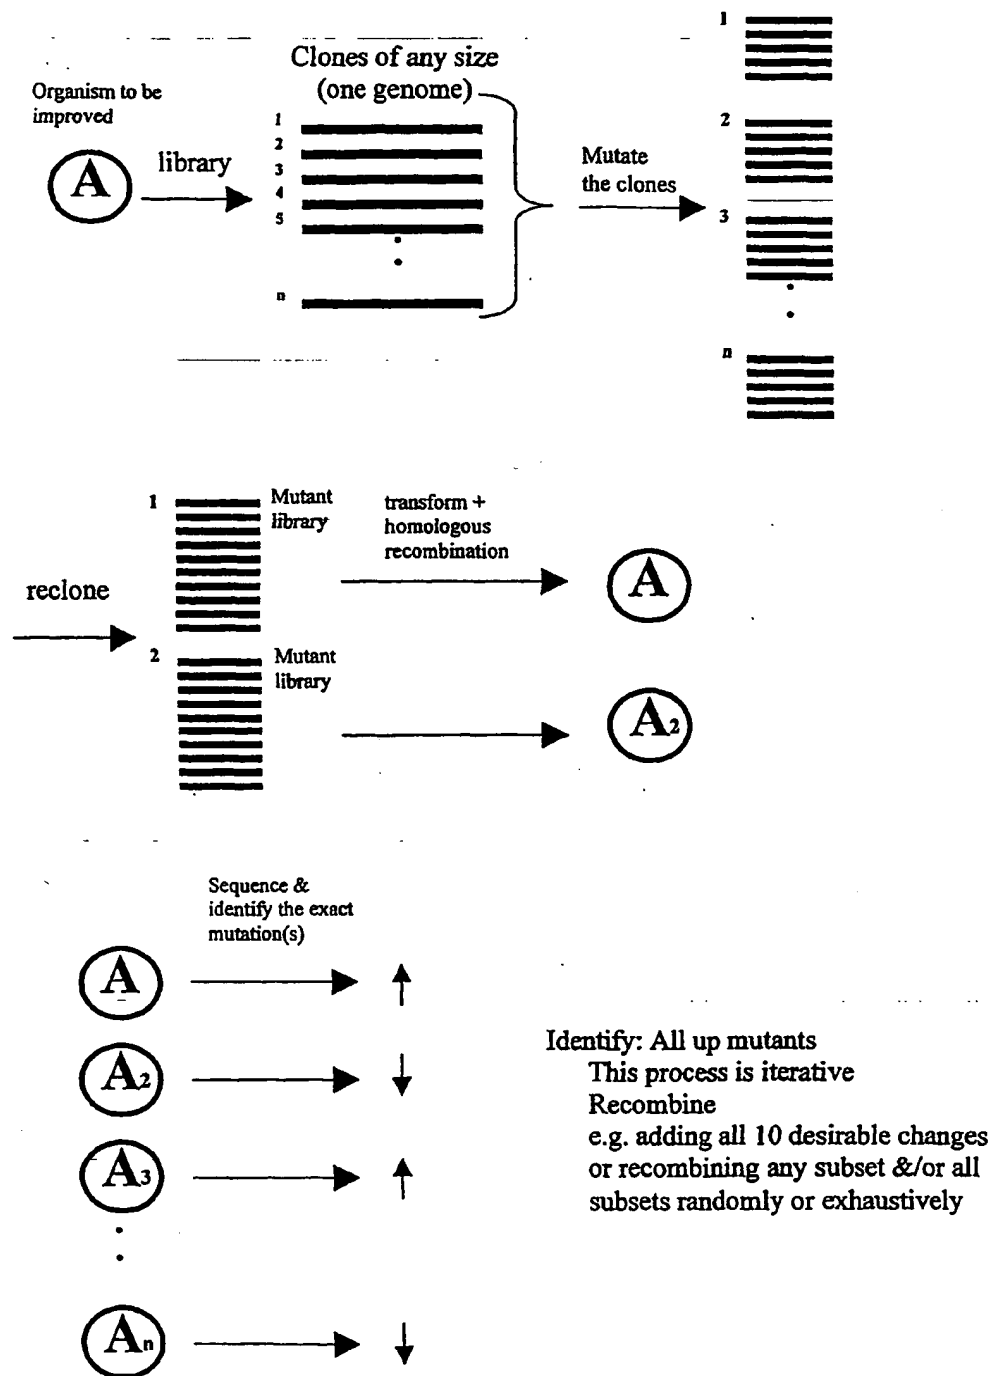 Organism to be
improved
A
library
Clones of any size
(one genome)
1
2
3
4
5
n
Mutate
the clones
1
2
3
n
reclone
1
Mutant
library
2
Mutant
library
transform +
homologous
recombination
A
A2
Sequence &
identify the exact
mutation(s)
A
A2
A3
An
Identify: All up mutants
This process is iterative
Recombine
e.g. adding all 10 desirable changes
or recombining any subset &/or all
subsets randomly or exhaustively